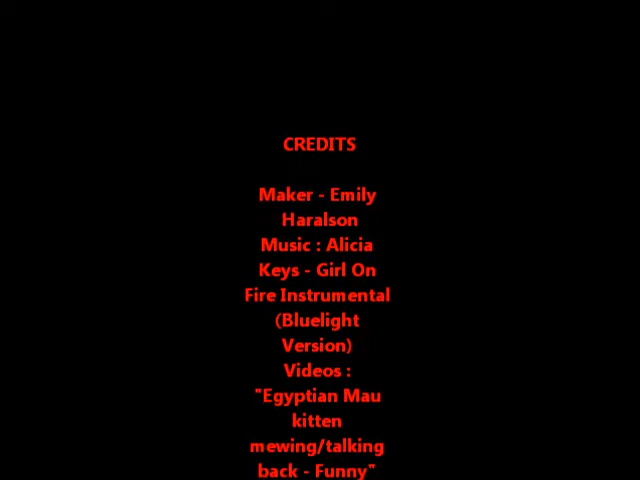 CREDITS
Maker - Emily
Haralson
Music : Alicia
Keys - Girl On
Fire Instrumental
(Bluelight
Version)
Videos :
"Egyptian Mau
kitten
mewing/talking
back - Funny"